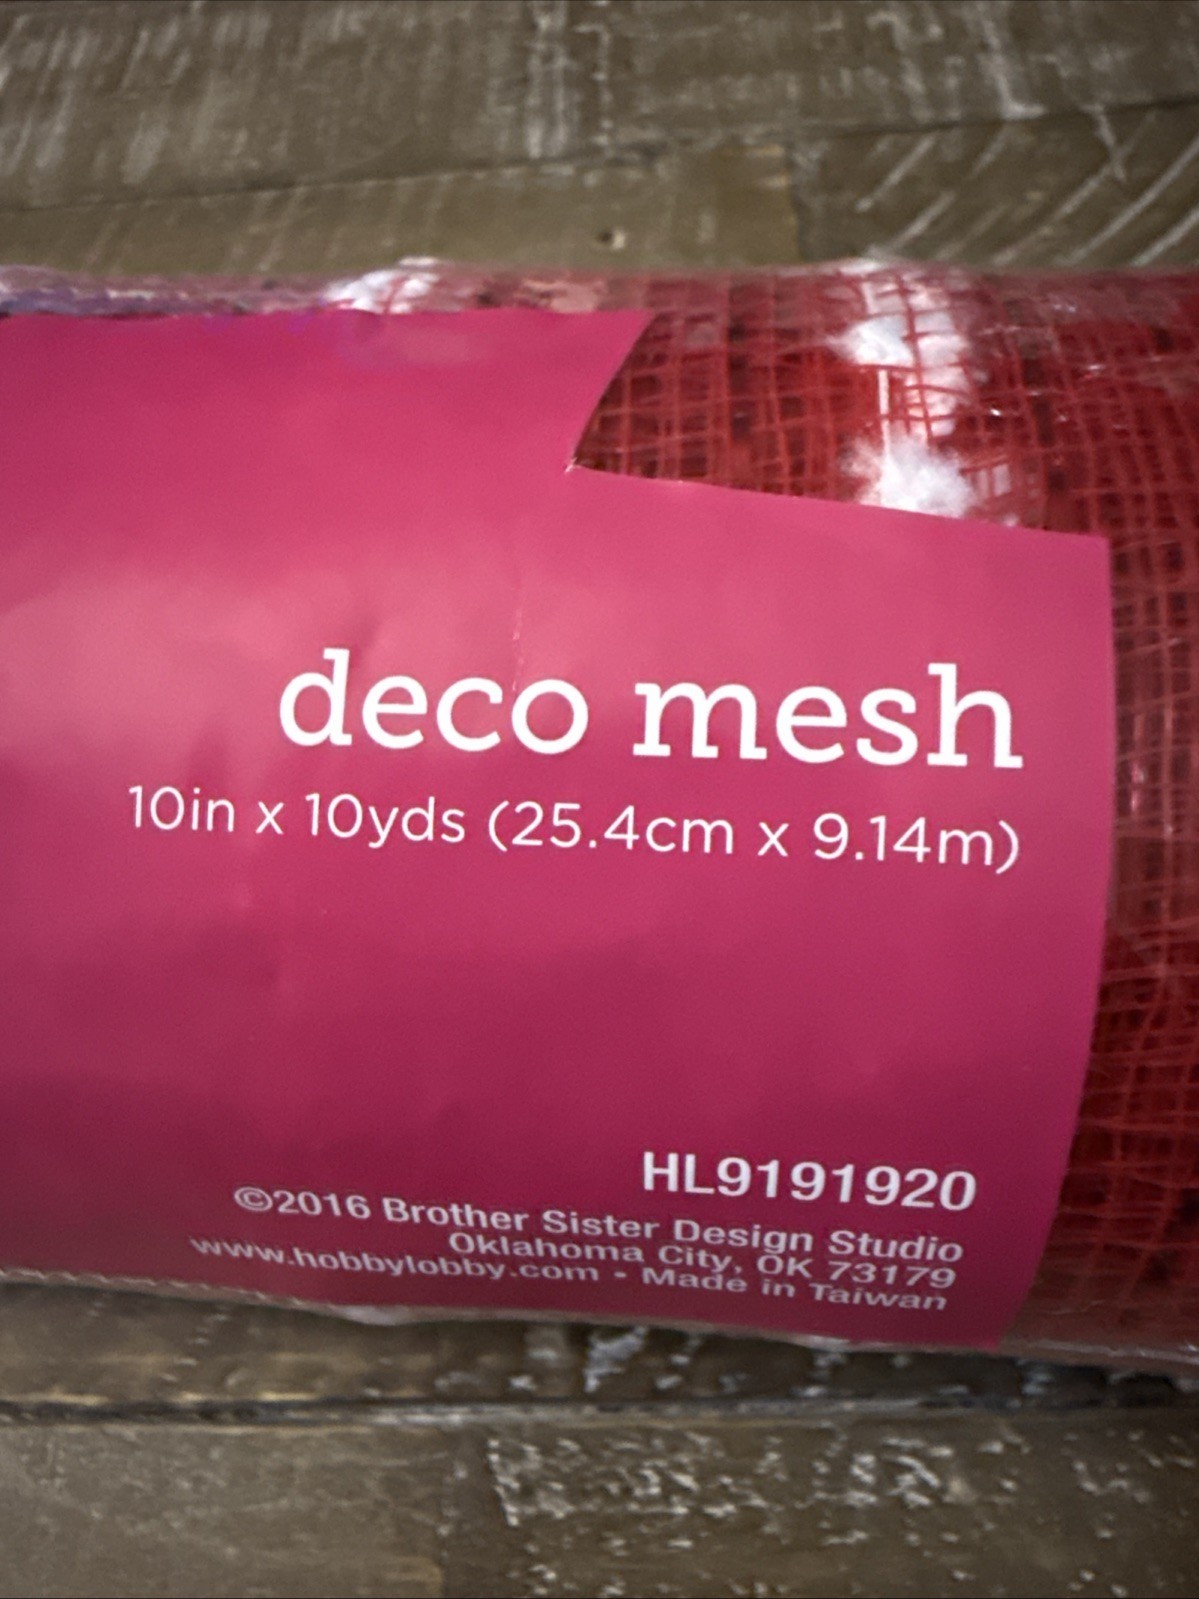 deco mesh
10in x 10yds (25.4cm x 9.14m)
HL9191920
©2016 Brother Sister Design Studio
Oklahoma City, OK 73179
www.hobbylobby.com • Made in Taiwan